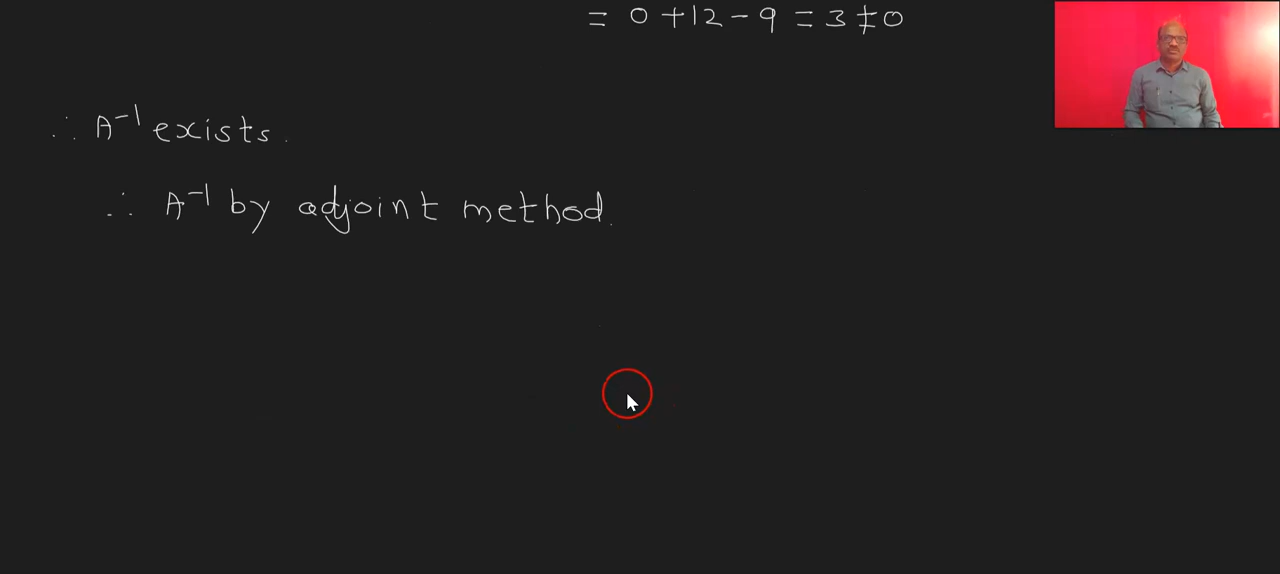 = 0 + 12 - 9 = 3 ≠ 0
∴ A⁻¹ exists.
∴ A⁻¹ by adjoint method.